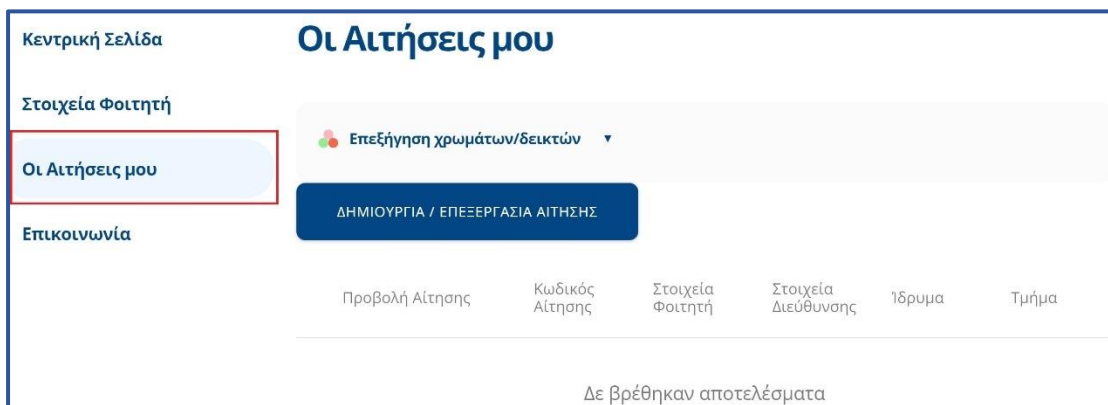 Κεντρική Σελίδα
Στοιχεία Φοιτητή
Οι Αιτήσεις μου
Επικοινωνία
Οι Αιτήσεις μου
Επεξήγηση χρωμάτων/δεικτών ▼
ΔΗΜΙΟΥΡΓΙΑ / ΕΠΕΞΕΡΓΑΣΙΑ ΑΙΤΗΣΗΣ
Προβολή Αίτησης
Κωδικός
Αίτησης
Στοιχεία
Φοιτητή
Στοιχεία
Διεύθυνσης
Ίδρυμα
Τμήμα
Δε βρέθηκαν αποτελέσματα